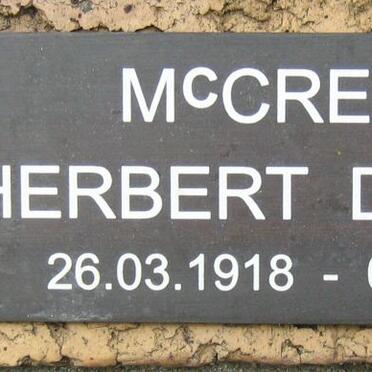 McCRE
HERBERT
26.03.1918 -